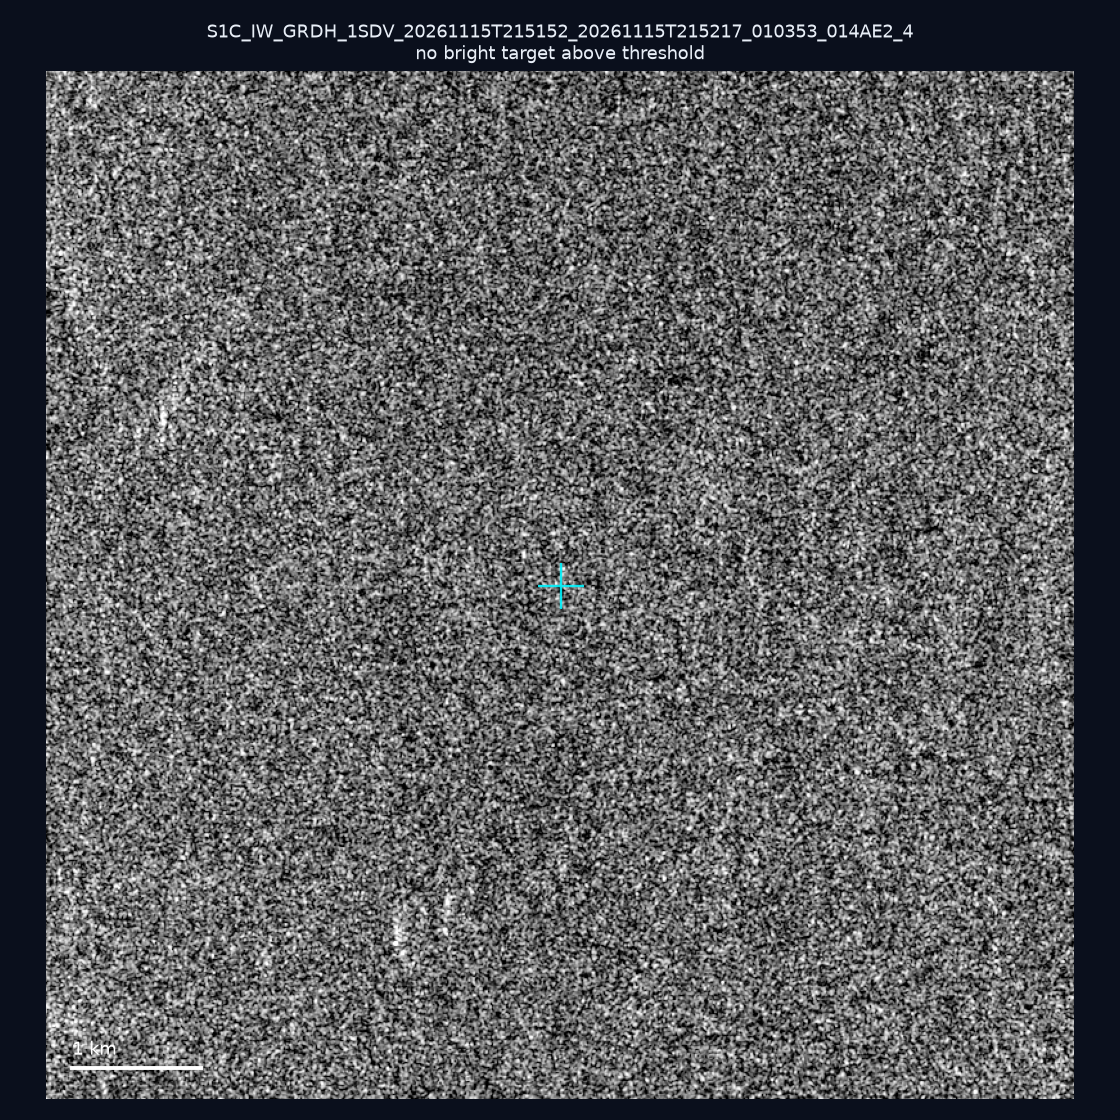 S1C_IW_GRDH_1SDV_20261115T215152_20261115T215217_010353_014AE2_4
no bright target above threshold
1 km